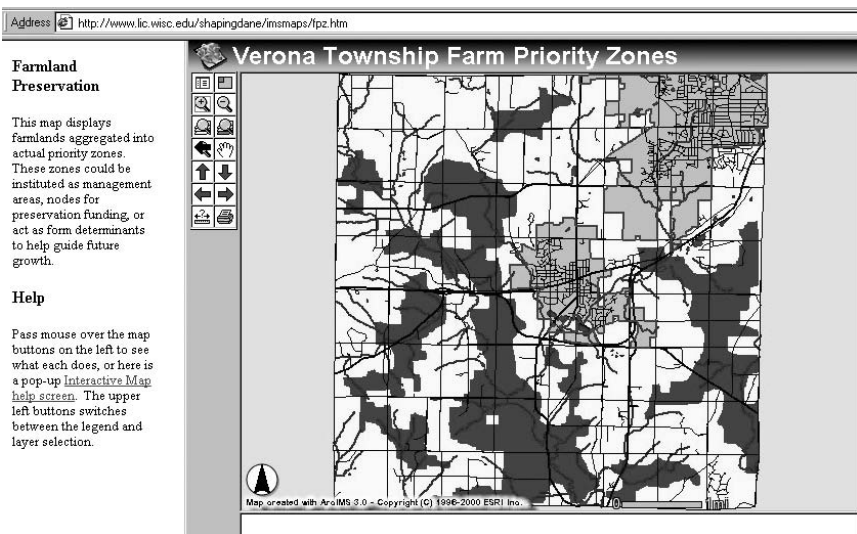 Address http://www.lic.wisc.edu/shapingdane/imsmaps/fpz.htm
Verona Township Farm Priority Zones
Farmland
Preservation
This map displays
farmlands aggregated into
actual priority zones.
These zones could be
instituted as management
areas, nodes for
preservation funding, or
act as form determinants
to help guide future
growth.
Help
Pass mouse over the map
buttons on the left to see
what each does, or here is
a pop-up Interactive Map
help screen. The upper
left buttons switches
between the legend and
layer selection.
Map created with ArcIMS 3.0 - Copyright (C) 1996-2000 ESRI Inc.
0